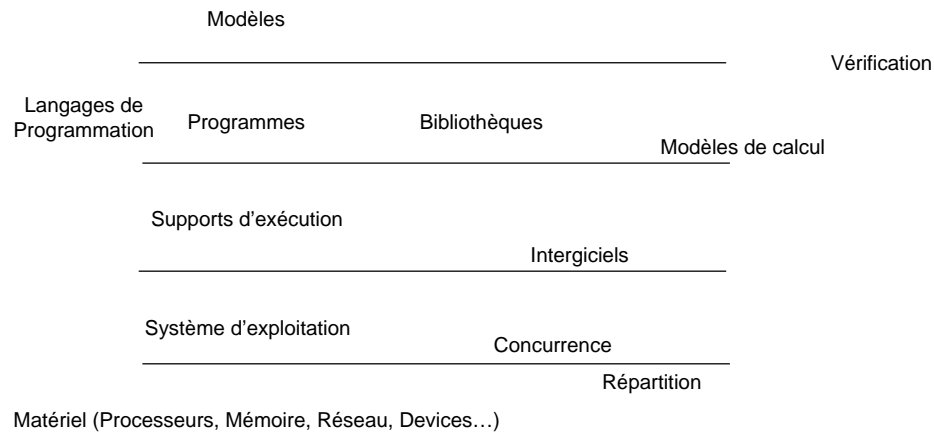 Modèles
Vérification
Langages de
Programmation
Programmes
Bibliothèques
Modèles de calcul
Supports d'exécution
Intergiciels
Système d'exploitation
Concurrence
Répartition
Matériel (Processeurs, Mémoire, Réseau, Devices…)